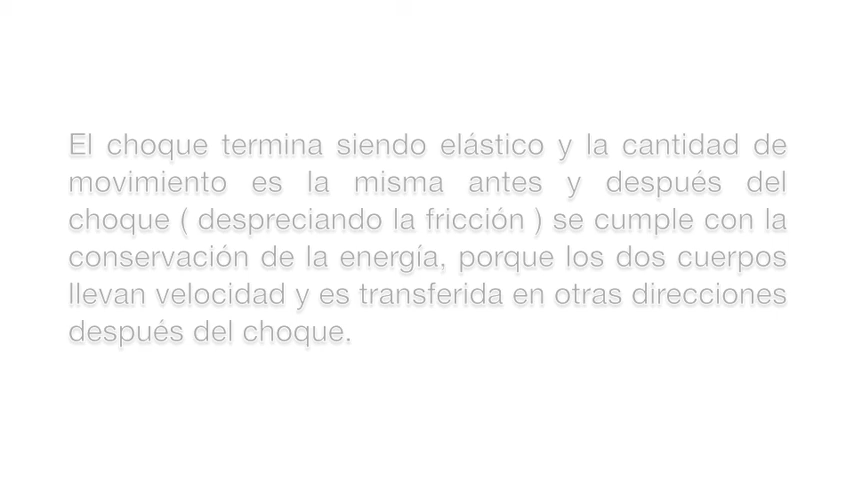 El choque termina siendo elástico y la cantidad de
movimiento es la misma antes y después del
choque ( despreciando la fricción ) se cumple con la
conservación de la energía, porque los dos cuerpos
llevan velocidad y es transferida en otras direcciones
después del choque.